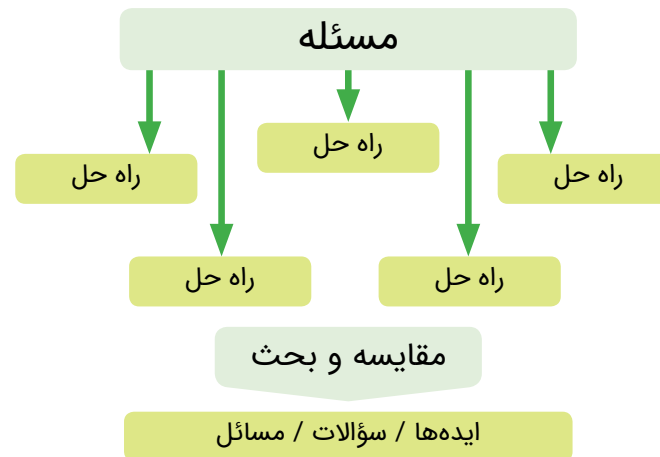 مسئله
راه حل
راه حل
راه حل
راه حل
راه حل
مقایسه و بحث
ایده‌ها / سؤالات / مسائل